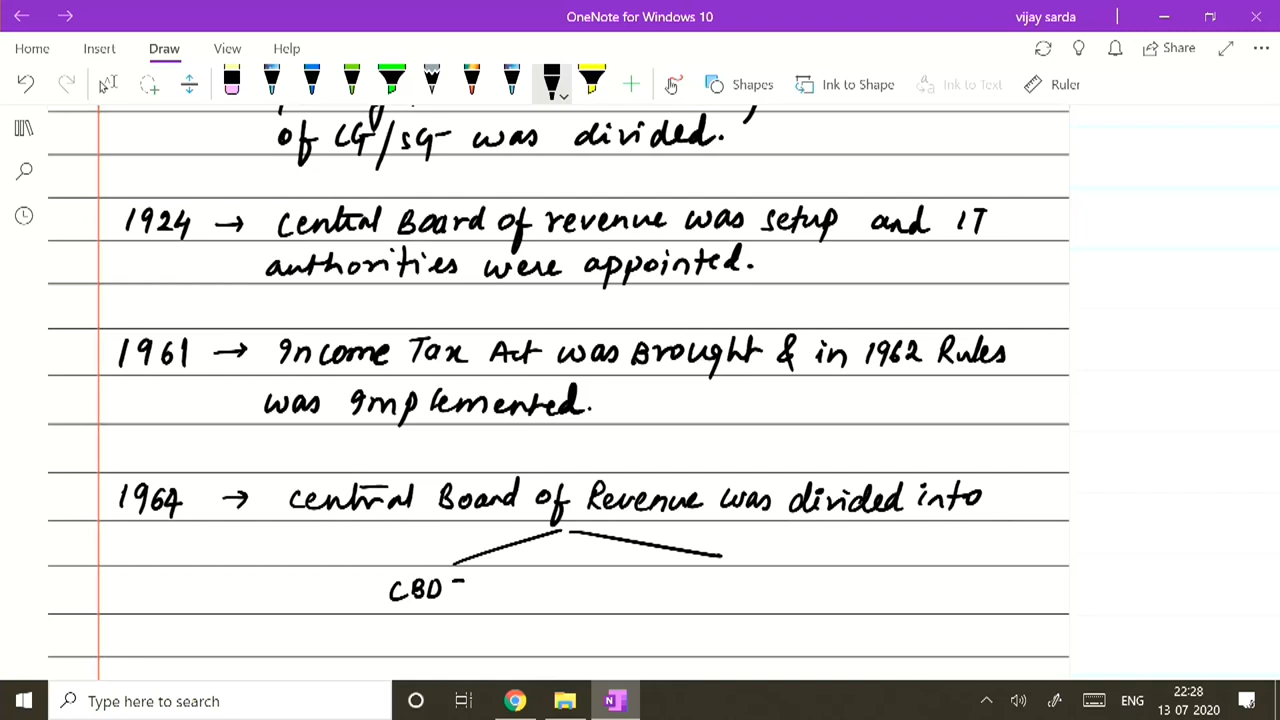 OneNote for Windows 10
vijay sarda
Home Insert Draw View Help
Share
Shapes
Ink to Shape
Ink to Text
Ruler
of CG/SG was divided.
1924 → Central Board of revenue was setup and IT
authorities were appointed.
1961 → Income Tax Act was Brought & in 1962 Rules
was Implemented.
1964 → Central Board of Revenue was divided into
CBD
Type here to search
ENG
22:28
13-07-2020